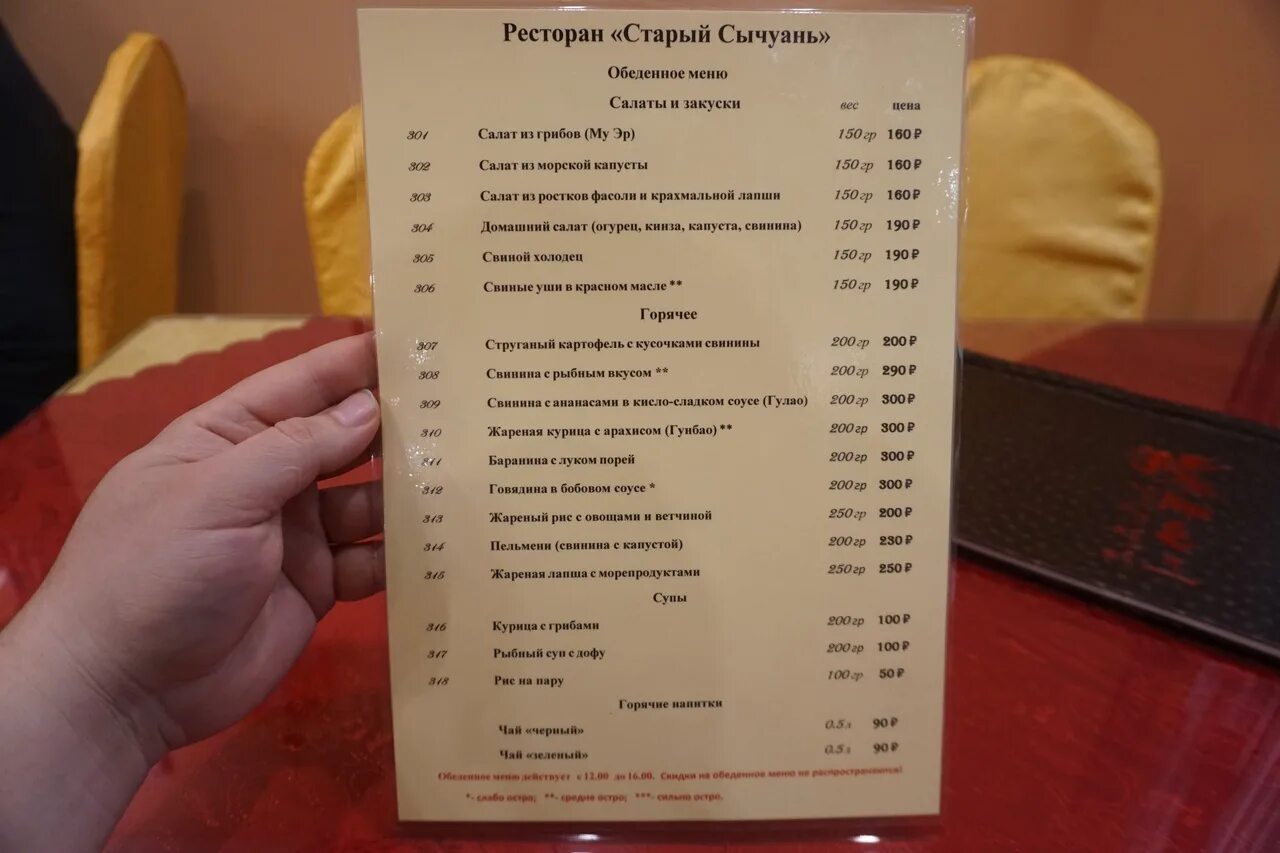 Ресторан «Старый Сычуань»
Обеденное меню
Салаты и закуски вес цена
301 Салат из грибов (Му Эр) 150 гр 160 ₽
302 Салат из морской капусты 150 гр 160 ₽
303 Салат из ростков фасоли и крахмальной лапши 150 гр 160 ₽
304 Домашний салат (огурец, кинза, капуста, свинина) 150 гр 190 ₽
305 Свиной холодец 150 гр 190 ₽
306 Свиные уши в красном масле ** 150 гр 190 ₽
Горячее
307 Струганый картофель с кусочками свинины 200 гр 200 ₽
308 Свинина с рыбным вкусом ** 200 гр 290 ₽
309 Свинина с ананасами в кисло-сладком соусе (Гулао) 200 гр 300 ₽
310 Жареная курица с арахисом (Гунбао) ** 200 гр 300 ₽
311 Баранина с луком порей 200 гр 300 ₽
312 Говядина в бобовом соусе * 200 гр 300 ₽
313 Жареный рис с овощами и ветчиной 250 гр 200 ₽
314 Пельмени (свинина с капустой) 200 гр 230 ₽
315 Жареная лапша с морепродуктами 250 гр 250 ₽
Супы
316 Курица с грибами 200 гр 100 ₽
317 Рыбный суп с дофу 200 гр 100 ₽
318 Рис на пару 100 гр 50 ₽
Горячие напитки
Чай «черный» 0.5 л 90 ₽
Чай «зеленый» 0.5 л 90 ₽
Обеденное меню действует с 12.00 до 16.00. Скидки на обеденное меню не распространяются!
*- слабо остро; **- средне остро; ***- сильно остро.